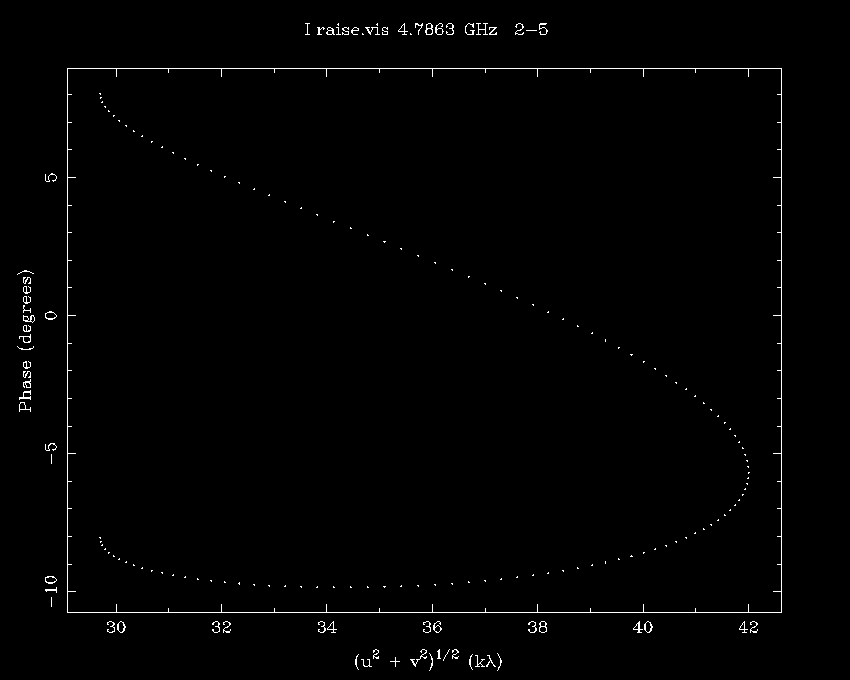 I raise.vis 4.7863 GHz 2−5
5
0
−5
−10
Phase (degrees)
30 32 34 36 38 40 42
(u² + v²)^1/2 (kλ)